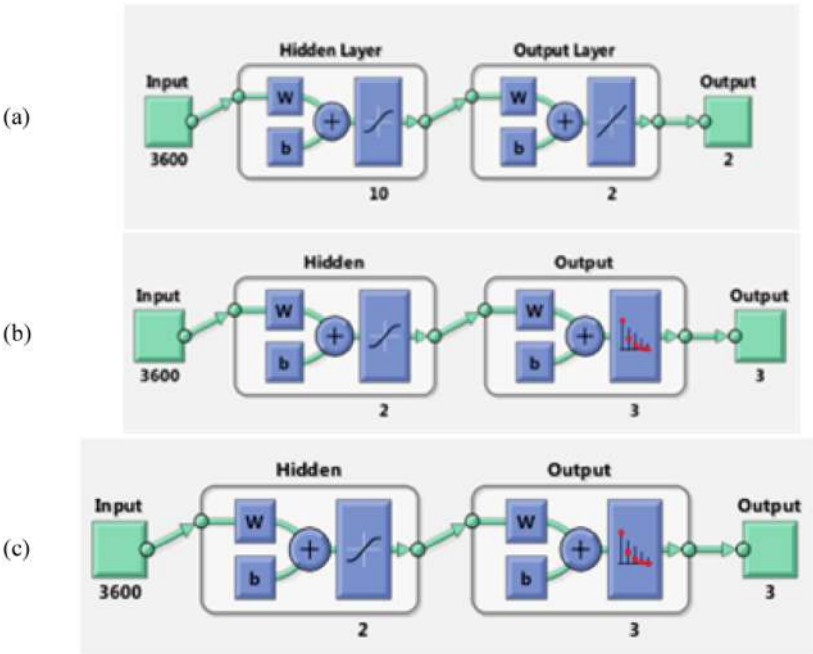 (a)
Hidden Layer Output Layer
Input Output
W W
b b
3600 2
10 2
(b)
Hidden Output
Input Output
W W
b b
3600 3
2 3
(c)
Hidden Output
Input Output
W W
b b
3600 3
2 3